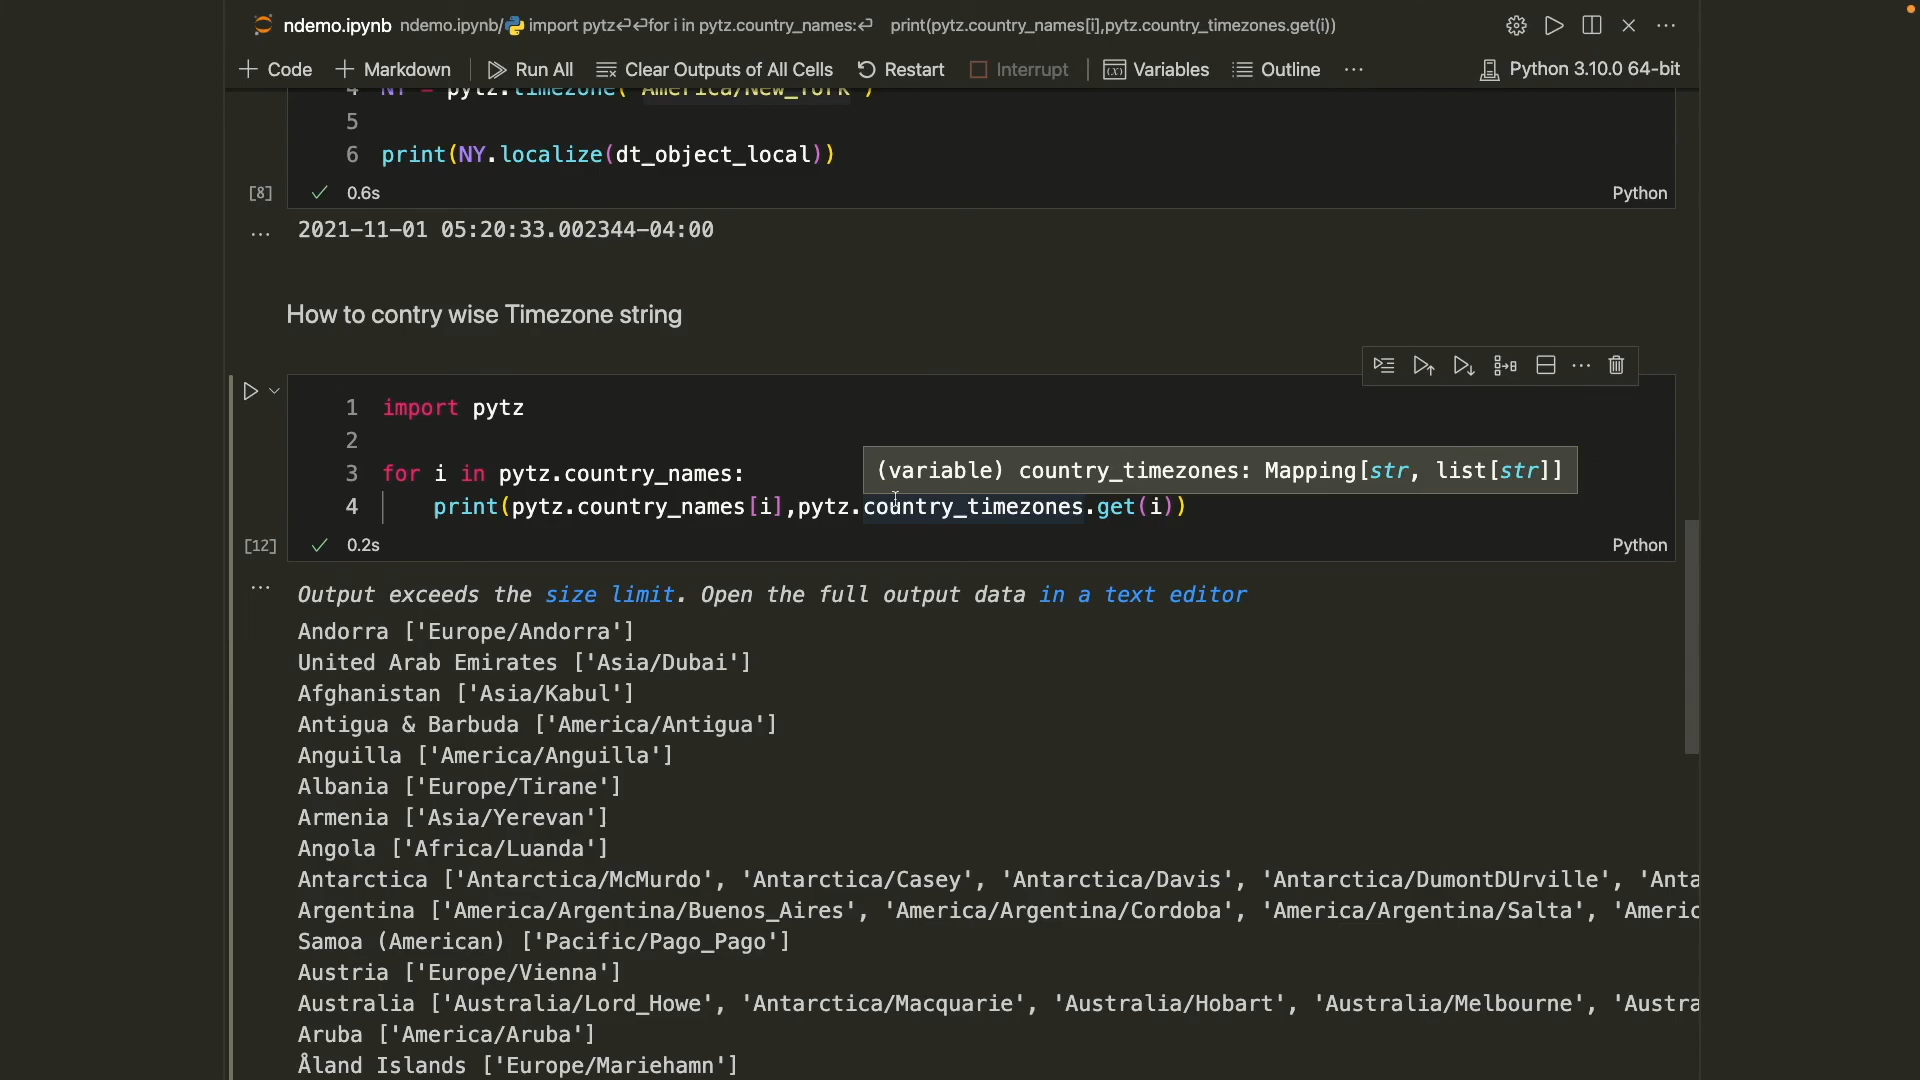 ndemo.ipynb ndemo.ipynb/ import pytz↵↵for i in pytz.country_names:↵ print(pytz.country_names[i],pytz.country_timezones.get(i))
+ Code + Markdown Run All Clear Outputs of All Cells Restart Interrupt Variables Outline ... Python 3.10.0 64-bit
4 NY = pytz.timezone('America/New_York')
5
6 print(NY.localize(dt_object_local))
[8] ✓ 0.6s Python
... 2021-11-01 05:20:33.002344-04:00
How to contry wise Timezone string
1 import pytz
2
(variable) country_timezones: Mapping[str, list[str]]
3 for i in pytz.country_names:
4 print(pytz.country_names[i],pytz.country_timezones.get(i))
[12] ✓ 0.2s Python
... Output exceeds the size limit. Open the full output data in a text editor
Andorra ['Europe/Andorra']
United Arab Emirates ['Asia/Dubai']
Afghanistan ['Asia/Kabul']
Antigua & Barbuda ['America/Antigua']
Anguilla ['America/Anguilla']
Albania ['Europe/Tirane']
Armenia ['Asia/Yerevan']
Angola ['Africa/Luanda']
Antarctica ['Antarctica/McMurdo', 'Antarctica/Casey', 'Antarctica/Davis', 'Antarctica/DumontDUrville', 'Anta
Argentina ['America/Argentina/Buenos_Aires', 'America/Argentina/Cordoba', 'America/Argentina/Salta', 'Americ
Samoa (American) ['Pacific/Pago_Pago']
Austria ['Europe/Vienna']
Australia ['Australia/Lord_Howe', 'Antarctica/Macquarie', 'Australia/Hobart', 'Australia/Melbourne', 'Austra
Aruba ['America/Aruba']
Åland Islands ['Europe/Mariehamn']